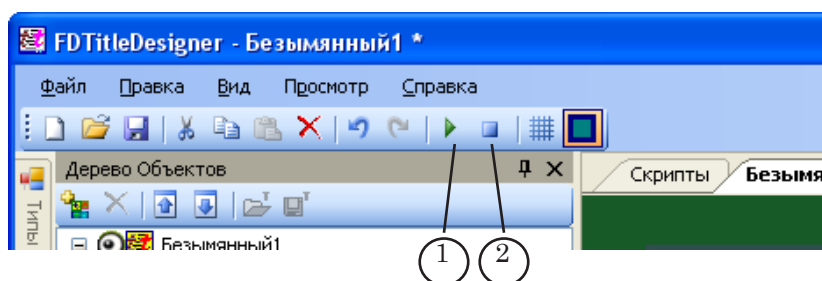 FDTitleDesigner - Безымянный1 *
Файл Правка Вид Просмотр Справка
Дерево Объектов
Скрипты Безымя
Типы
Безымянный1
1 2